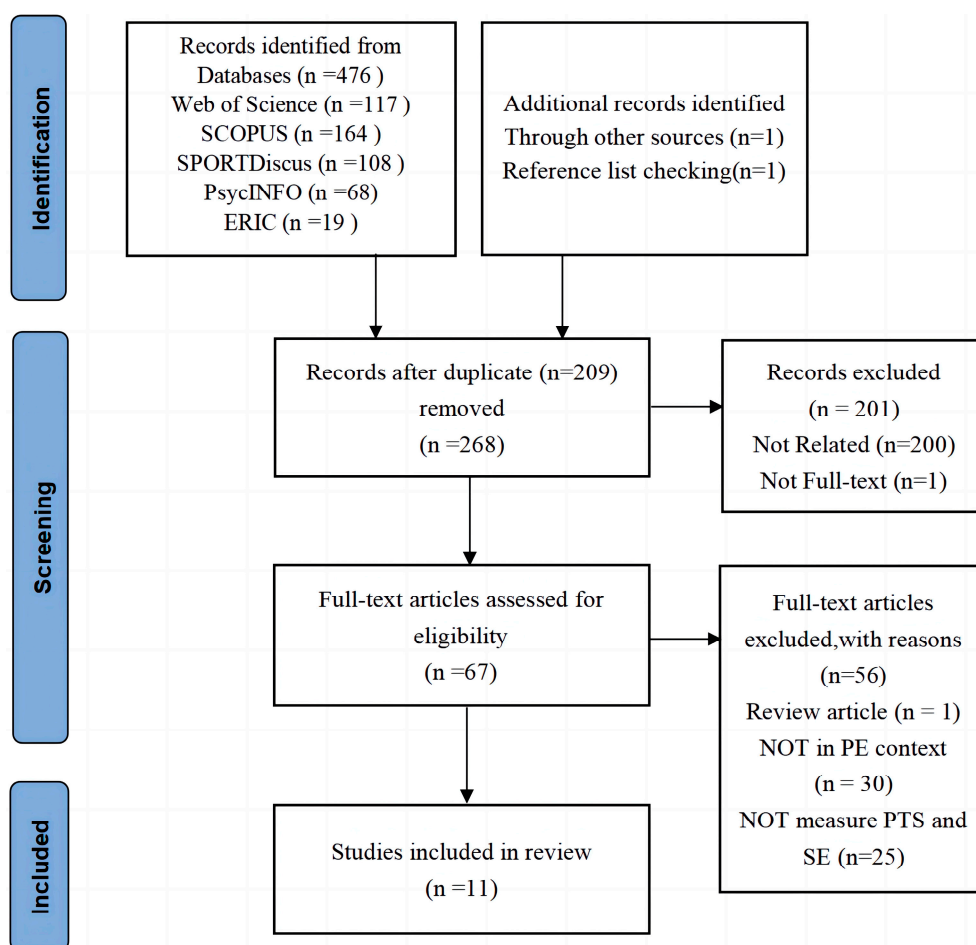 Identification
Records identified from
Databases (n =476 )
Web of Science (n =117 )
SCOPUS (n =164 )
SPORTDiscus (n =108 )
PsycINFO (n =68)
ERIC (n =19 )
Additional records identified
Through other sources (n=1)
Reference list checking(n=1)
Screening
Records after duplicate (n=209)
removed
(n =268)
Records excluded
(n = 201)
Not Related (n=200)
Not Full-text (n=1)
Full-text articles assessed for
eligibility
(n =67)
Full-text articles
excluded,with reasons
(n=56)
Review article (n = 1)
NOT in PE context
(n = 30)
NOT measure PTS and
SE (n=25)
Included
Studies included in review
(n =11)